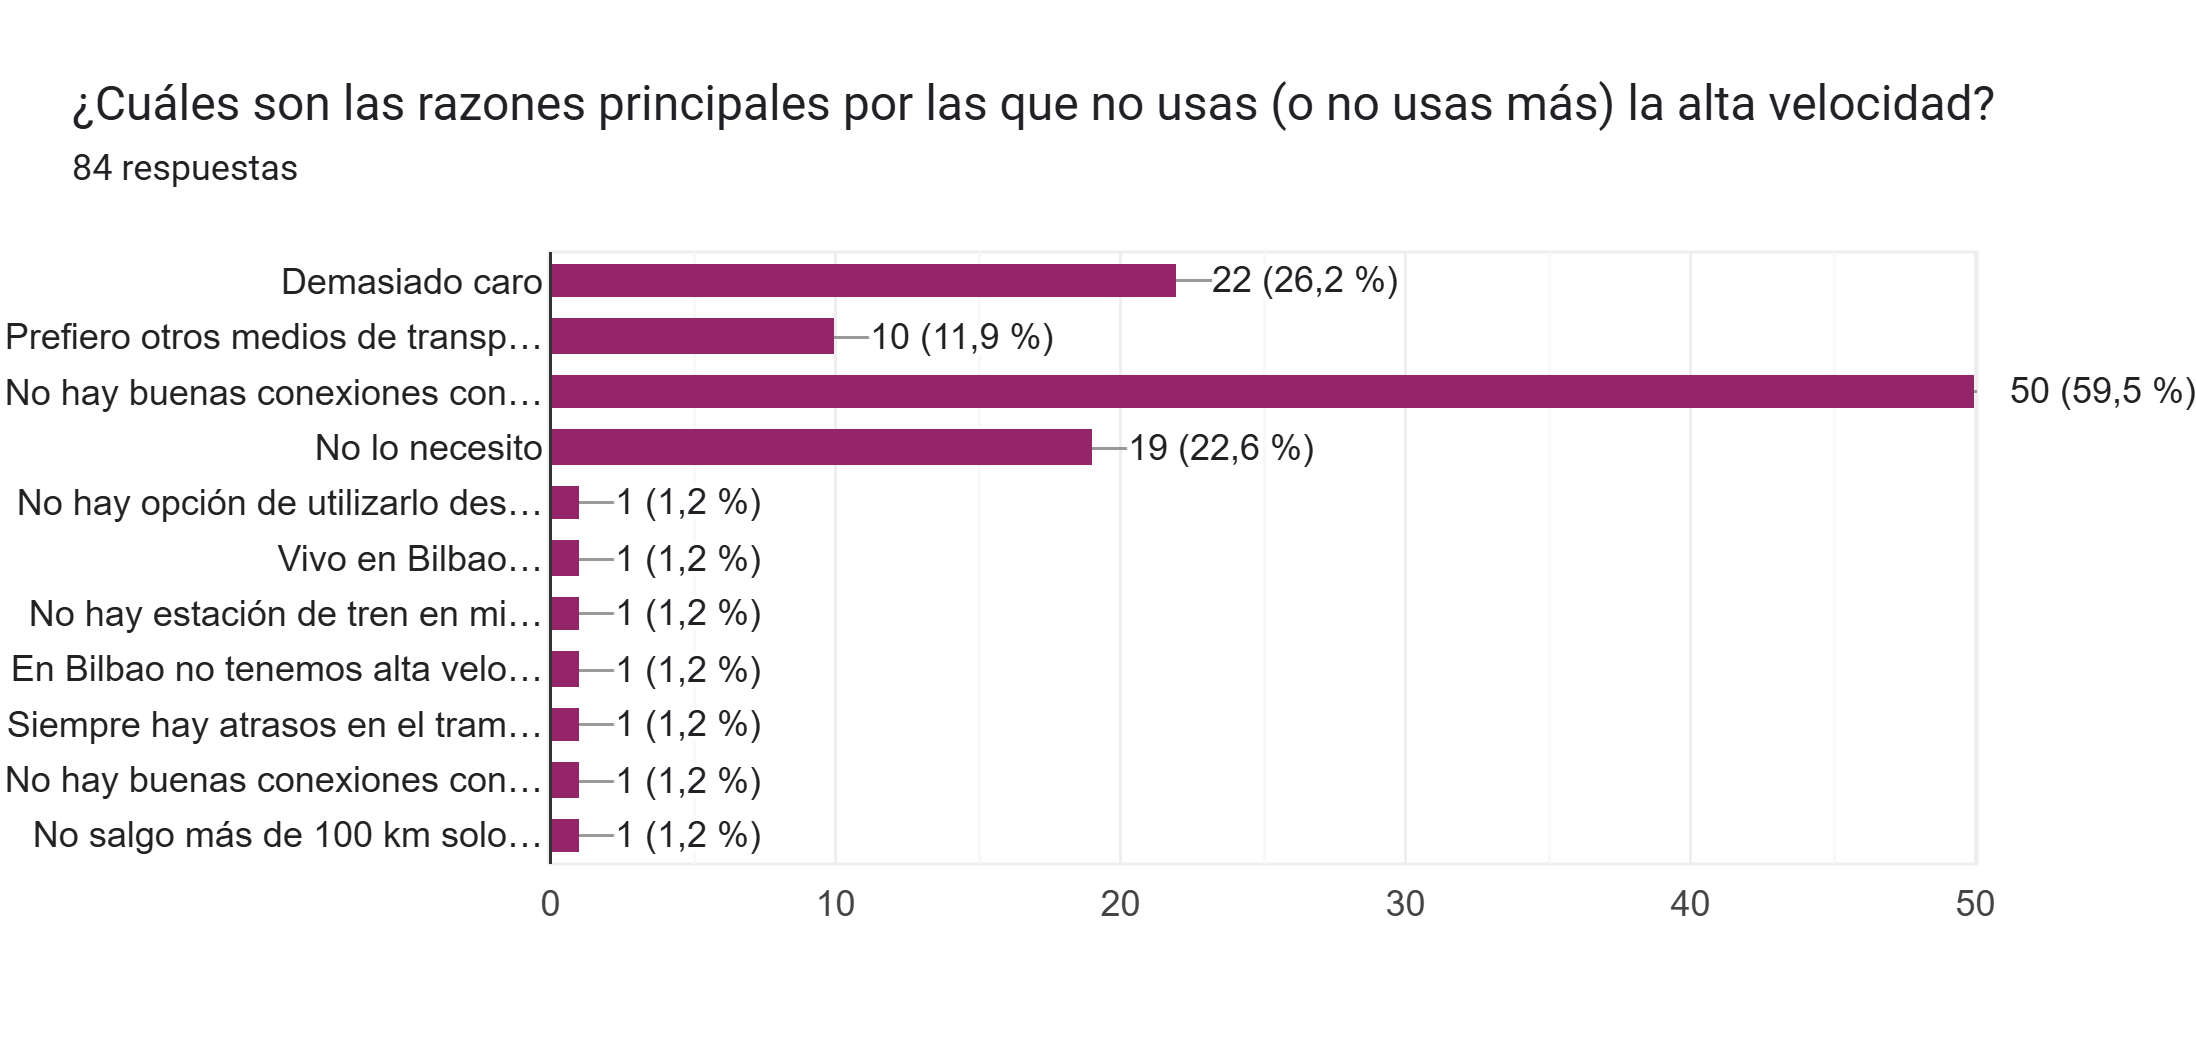 ¿Cuáles son las razones principales por las que no usas (o no usas más) la alta velocidad?
84 respuestas
Demasiado caro 22 (26,2 %)
Prefiero otros medios de transp… 10 (11,9 %)
No hay buenas conexiones con… 50 (59,5 %)
No lo necesito 19 (22,6 %)
No hay opción de utilizarlo des… 1 (1,2 %)
Vivo en Bilbao… 1 (1,2 %)
No hay estación de tren en mi… 1 (1,2 %)
En Bilbao no tenemos alta velo… 1 (1,2 %)
Siempre hay atrasos en el tram… 1 (1,2 %)
No hay buenas conexiones con… 1 (1,2 %)
No salgo más de 100 km solo… 1 (1,2 %)
0 10 20 30 40 50